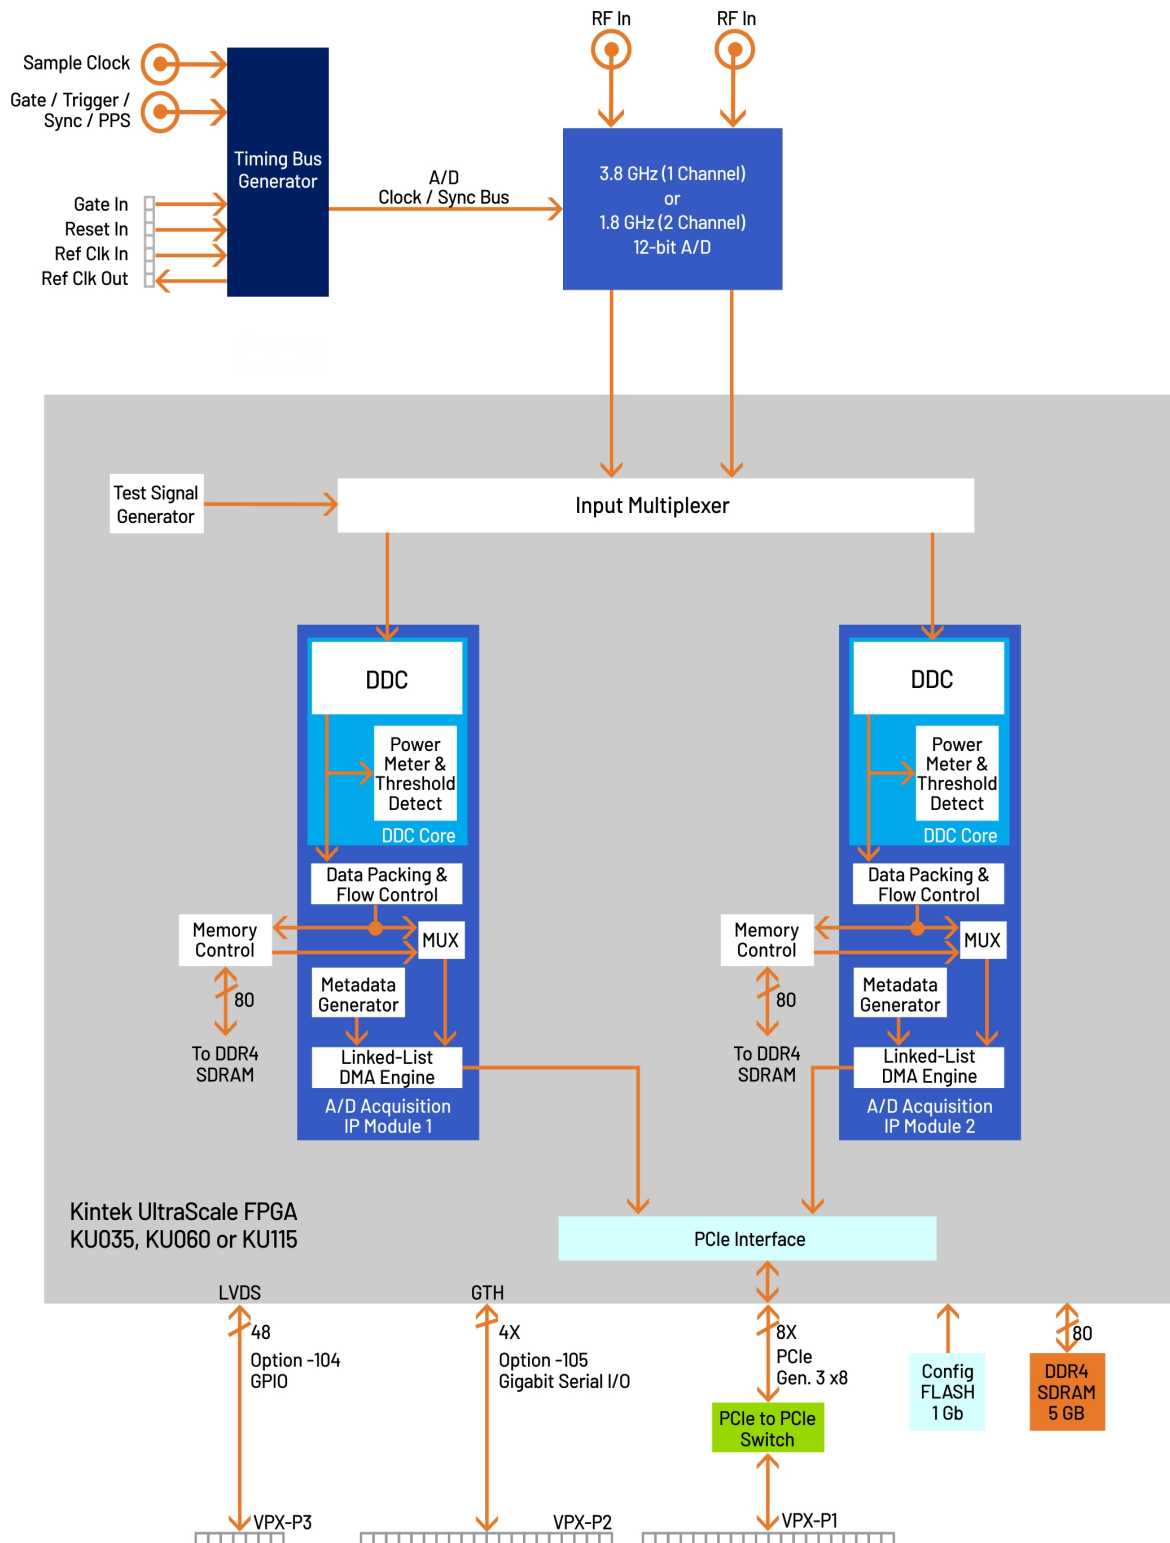 RF In
RF In
Sample Clock
Gate / Trigger /
Sync / PPS
Timing Bus
Generator
Gate In
Reset In
Ref Clk In
Ref Clk Out
A/D
Clock / Sync Bus
3.8 GHz (1 Channel)
or
1.8 GHz (2 Channel)
12-bit A/D
Test Signal
Generator
Input Multiplexer
DDC
Power
Meter &
Threshold
Detect
DDC Core
Data Packing &
Flow Control
Memory
Control
MUX
80
Metadata
Generator
To DDR4
SDRAM
Linked-List
DMA Engine
A/D Acquisition
IP Module 1
DDC
Power
Meter &
Threshold
Detect
DDC Core
Data Packing &
Flow Control
Memory
Control
MUX
80
Metadata
Generator
To DDR4
SDRAM
Linked-List
DMA Engine
A/D Acquisition
IP Module 2
Kintek UltraScale FPGA
KU035, KU060 or KU115
PCIe Interface
LVDS
48
Option -104
GPIO
GTH
4X
Option -105
Gigabit Serial I/O
8X
PCIe
Gen. 3 x8
PCIe to PCIe
Switch
Config
FLASH
1 Gb
80
DDR4
SDRAM
5 GB
VPX-P3
VPX-P2
VPX-P1